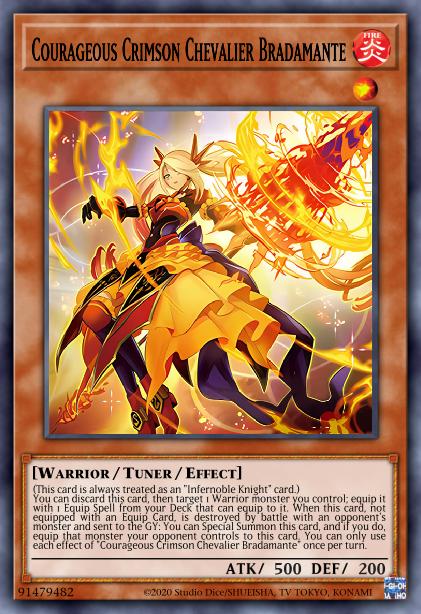 COURAGEOUS CRIMSON CHEVALIER BRADAMANTE
FIRE
炎
[WARRIOR / TUNER / EFFECT]
(This card is always treated as an "Infernoble Knight" card.)
You can discard this card, then target 1 Warrior monster you control; equip it
with 1 Equip Spell from your Deck that can equip to it. When this card, not
equipped with an Equip Card, is destroyed by battle with an opponent's
monster and sent to the GY: You can Special Summon this card, and if you do,
equip that monster your opponent controls to this card. You can only use
each effect of "Courageous Crimson Chevalier Bradamante" once per turn.
ATK/ 500 DEF/ 200
91479482
©2020 Studio Dice/SHUEISHA, TV TOKYO, KONAMI